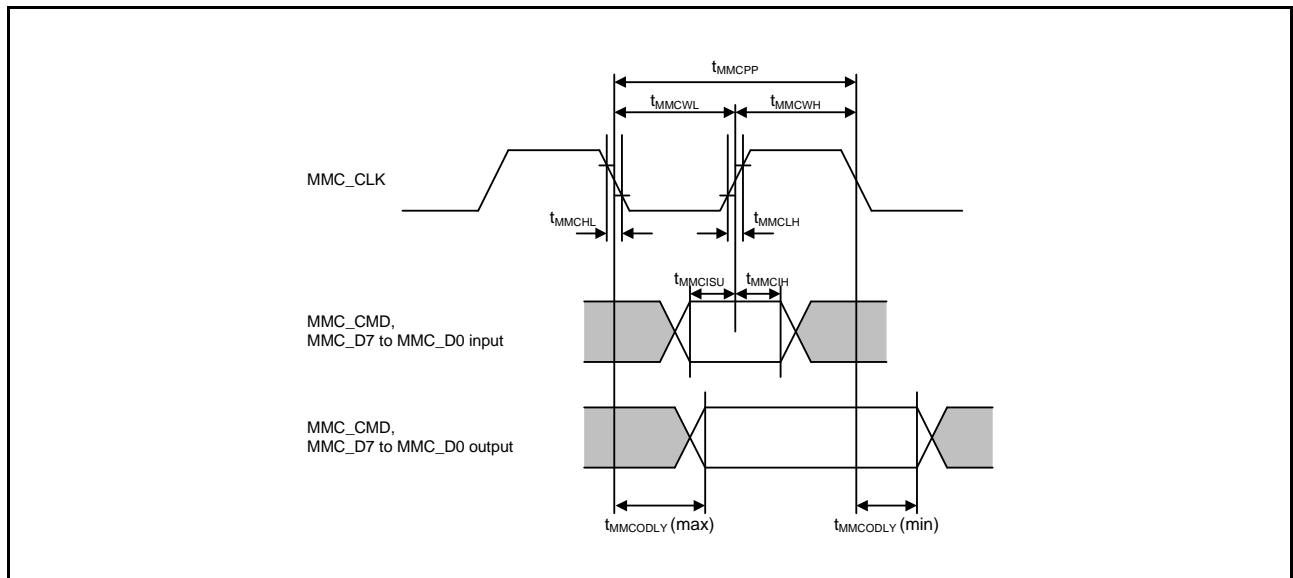 tMMCPP
tMMCWL tMMCWH
MMC_CLK
tMMCHL tMMCLH
tMMCISU tMMCIH
MMC_CMD,
MMC_D7 to MMC_D0 input
MMC_CMD,
MMC_D7 to MMC_D0 output
tMMCODLY (max) tMMCODLY (min)